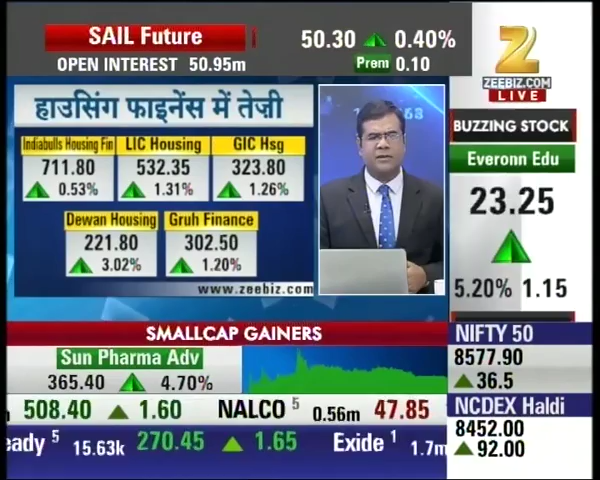 SAIL Future
50.30 0.40%
OPEN INTEREST 50.95m
Prem 0.10
Z
ZEEBIZ.COM
LIVE
हाउसिंग फाइनेंस में तेज़ी
Indiabulls Housing Fin
711.80
0.53%
LIC Housing
532.35
1.31%
GIC Hsg
323.80
1.26%
Dewan Housing
221.80
3.02%
Gruh Finance
302.50
1.20%
www.zeebiz.com
BUZZING STOCK
Everonn Edu
23.25
5.20% 1.15
SMALLCAP GAINERS
Sun Pharma Adv
365.40 4.70%
NIFTY 50
8577.90
36.5
NCDEX Haldi
8452.00
92.00
508.40 1.60 NALCO 5 0.56m 47.85
eady 5 15.63k 270.45 1.65 Exide 1 1.7m